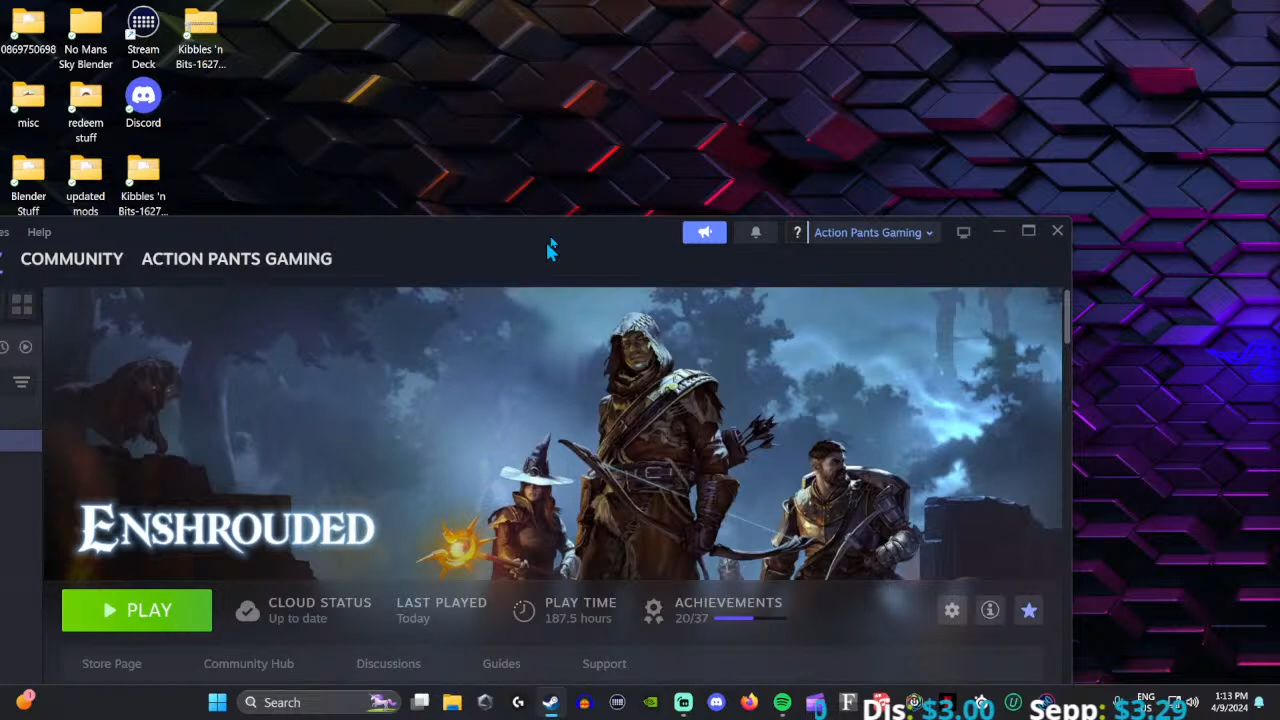 0869750698
No Mans
Sky Blender
Stream
Deck
Kibbles 'n
Bits-1627...
misc
redeem
stuff
Discord
Blender
Stuff
updated
mods
Kibbles 'n
Bits-1627...
es Help
? Action Pants Gaming
COMMUNITY ACTION PANTS GAMING
ENSHROUDED
PLAY
CLOUD STATUS
Up to date
LAST PLAYED
Today
PLAY TIME
187.5 hours
ACHIEVEMENTS
20/37
Store Page Community Hub Discussions Guides Support
1
Search
ENG
US
1:13 PM
4/9/2024
Dis: $3.00 Sepp: $3.29